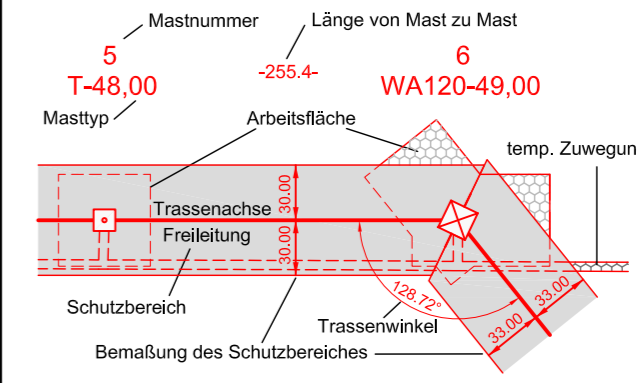 Mastnummer
Länge von Mast zu Mast
5
-255.4-
6
T-48,00
WA120-49,00
Masttyp
Arbeitsfläche
temp. Zuwegun
30.00
Trassenachse
Freileitung
30.00
Schutzbereich
128.72°
33.00
33.00
Trassenwinkel
Bemaßung des Schutzbereiches